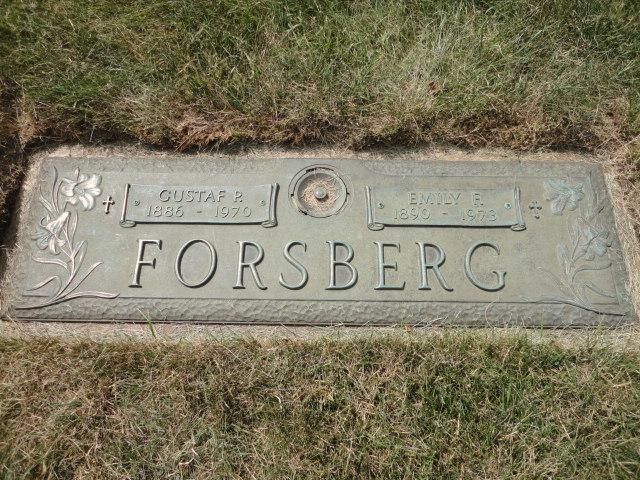 GUSTAF P.
1886 - 1970
EMILY F.
1890 - 1973
FORSBERG